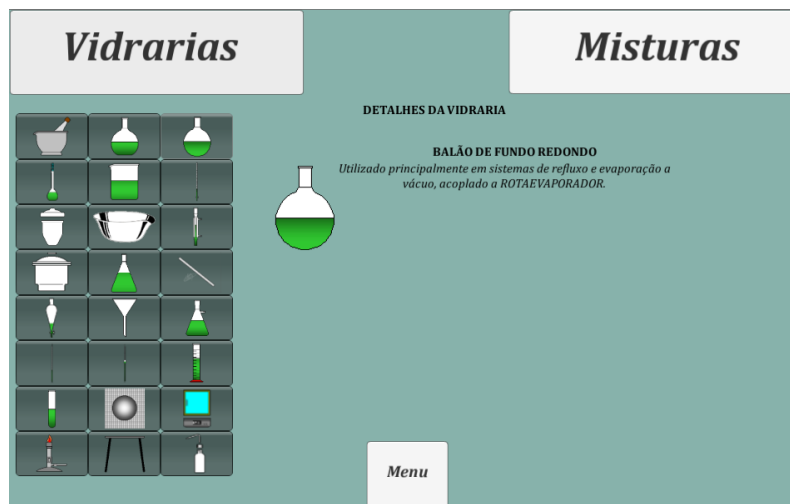 Vidrarias
Misturas
DETALHES DA VIDRARIA
BALÃO DE FUNDO REDONDO
Utilizado principalmente em sistemas de refluxo e evaporação a
vácuo, acoplado a ROTAEVAPORADOR.
Menu